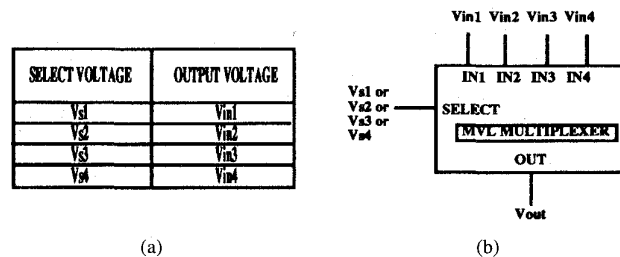 SELECT VOLTAGE OUTPUT VOLTAGE
Vs1 Vin1
Vs2 Vin2
Vs3 Vin3
Vs4 Vin4
(a)
Vin1 Vin2 Vin3 Vin4
IN1 IN2 IN3 IN4
Vs1 or
Vs2 or
Vs3 or
Vs4
SELECT
MVL MULTIPLEXER
OUT
Vout
(b)